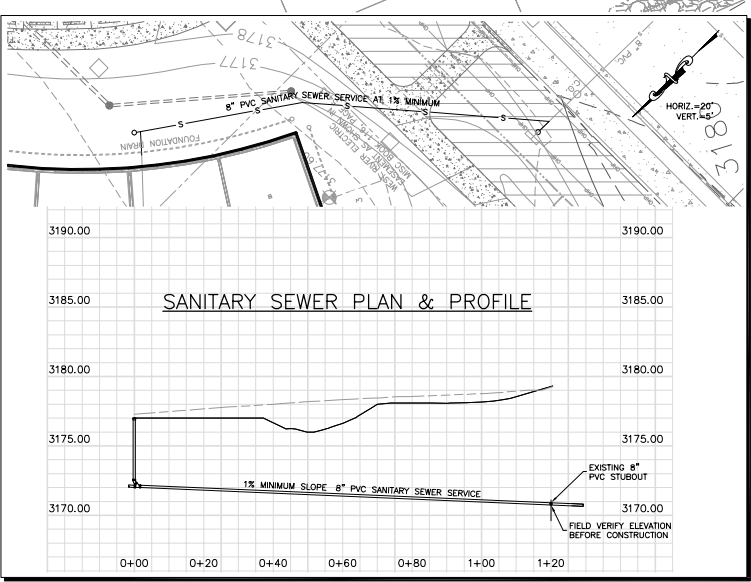 3178
3177
8" PVC SANITARY SEWER SERVICE AT 1% MINIMUM
S
S
S
S
FOUNDATION DRAIN
8" PVC
HORIZ.=20'
VERT.=5'
3180
3190.00
3190.00
3185.00
3185.00
SANITARY SEWER PLAN & PROFILE
3180.00
3180.00
3175.00
3175.00
EXISTING 8"
PVC STUBOUT
1% MINIMUM SLOPE 8" PVC SANITARY SEWER SERVICE
3170.00
3170.00
FIELD VERIFY ELEVATION
BEFORE CONSTRUCTION
0+00
0+20
0+40
0+60
0+80
1+00
1+20